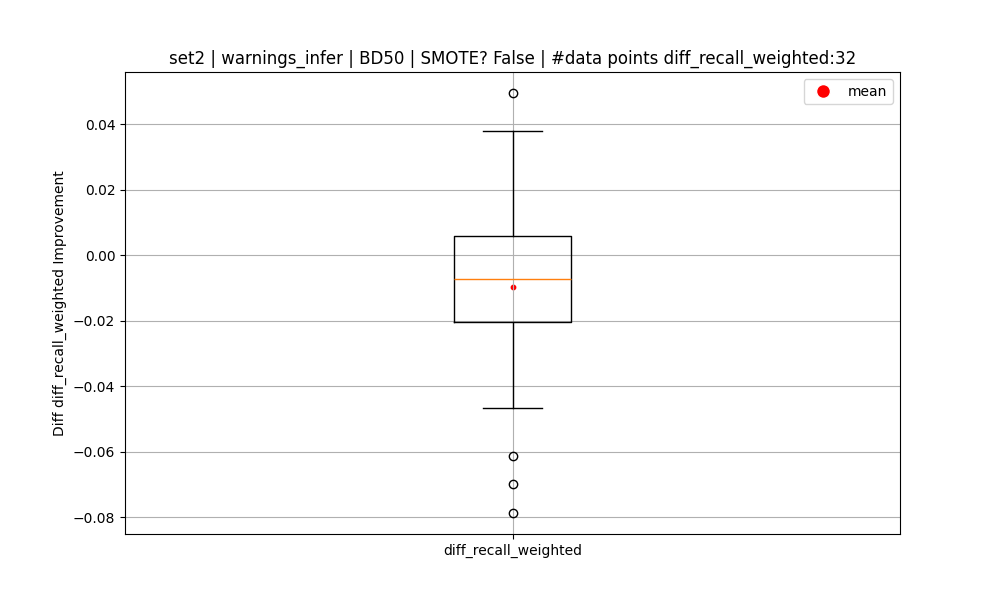 set2 | warnings_infer | BD50 | SMOTE? False | #data points diff_recall_weighted:32
mean
Diff diff_recall_weighted Improvement
0.04
0.02
0.00
−0.02
−0.04
−0.06
−0.08
diff_recall_weighted